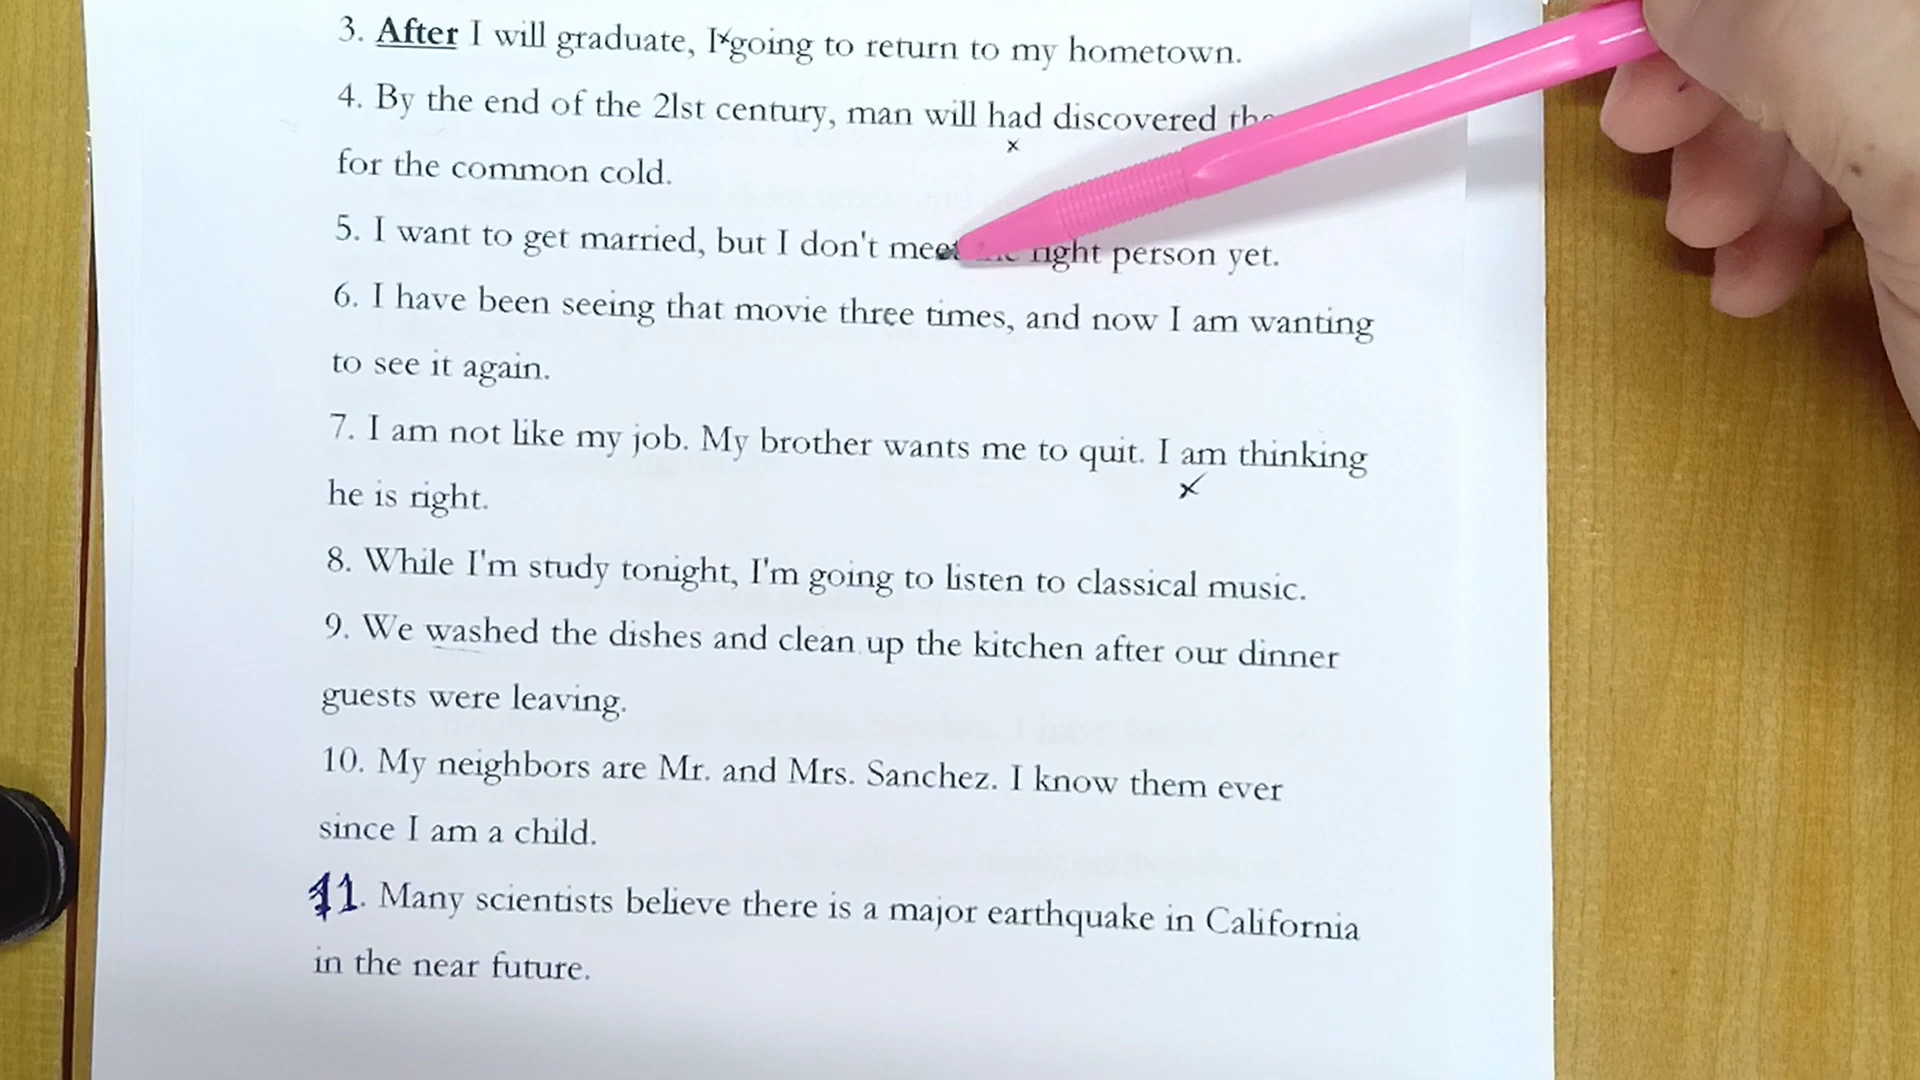 3. After I will graduate, I going to return to my hometown.
4. By the end of the 2lst century, man will had discovered
for the common cold.
5. I want to get married, but I don't meet right person yet.
6. I have been seeing that movie three times, and now I am wanting
to see it again.
7. I am not like my job. My brother wants me to quit. I am thinking
he is right.
8. While I'm study tonight, I'm going to listen to classical music.
9. We washed the dishes and clean up the kitchen after our dinner
guests were leaving.
10. My neighbors are Mr. and Mrs. Sanchez. I know them ever
since I am a child.
11. Many scientists believe there is a major earthquake in California
in the near future.